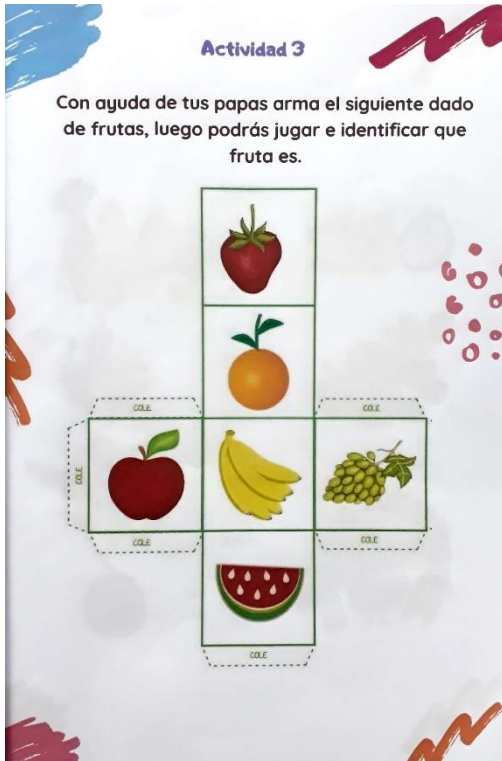 Actividad 3
Con ayuda de tus papas arma el siguiente dado
de frutas, luego podrás jugar e identificar que
fruta es.
COLE
COLE
COLE
COLE
COLE
COLE